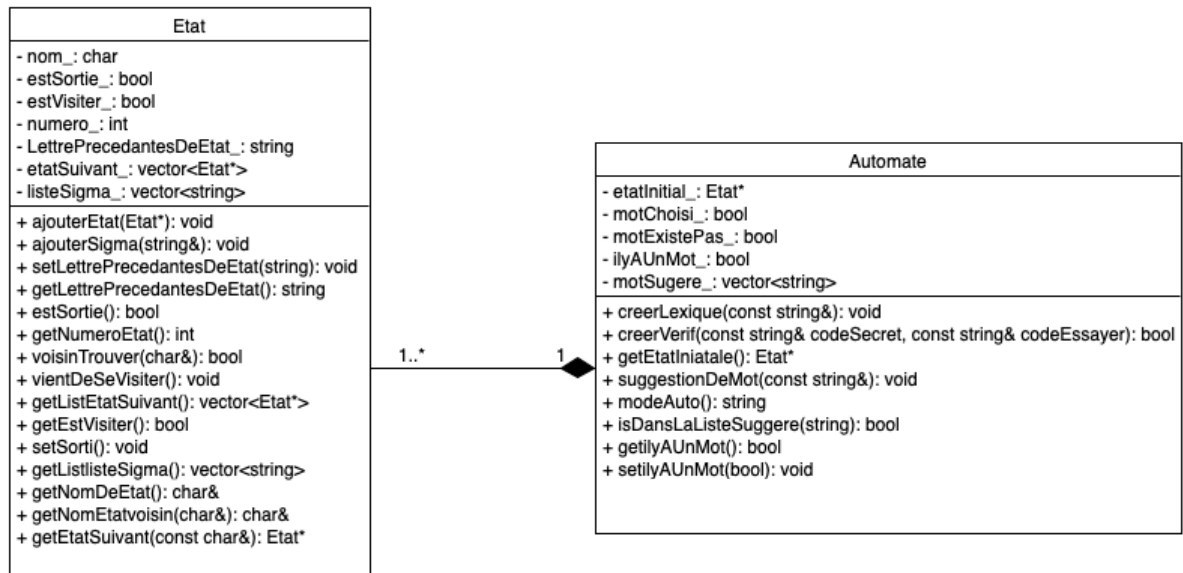 Etat
- nom_: char
- estSortie_: bool
- estVisiter_: bool
- numero_: int
- LettrePrecedantesDeEtat_: string
- etatSuivant_: vector<Etat*>
- listeSigma_: vector<string>
+ ajouterEtat(Etat*): void
+ ajouterSigma(string&): void
+ setLettrePrecedantesDeEtat(string): void
+ getLettrePrecedantesDeEtat(): string
+ estSortie(): bool
+ getNumeroEtat(): int
+ voisinTrouver(char&): bool
+ vientDeSeVisiter(): void
+ getListEtatSuivant(): vector<Etat*>
+ getEstVisiter(): bool
+ setSorti(): void
+ getListlisteSigma(): vector<string>
+ getNomDeEtat(): char&
+ getNomEtatvoisin(char&): char&
+ getEtatSuivant(const char&): Etat*
1..*
1
Automate
- etatInitial_: Etat*
- motChoisi_: bool
- motExistePas_: bool
- ilyAUnMot_: bool
- motSugere_: vector<string>
+ creerLexique(const string&): void
+ creerVerif(const string& codeSecret, const string& codeEssayer): bool
+ getEtatIniatale(): Etat*
+ suggestionDeMot(const string&): void
+ modeAuto(): string
+ isDansLaListeSuggere(string): bool
+ getilyAUnMot(): bool
+ setilyAUnMot(bool): void